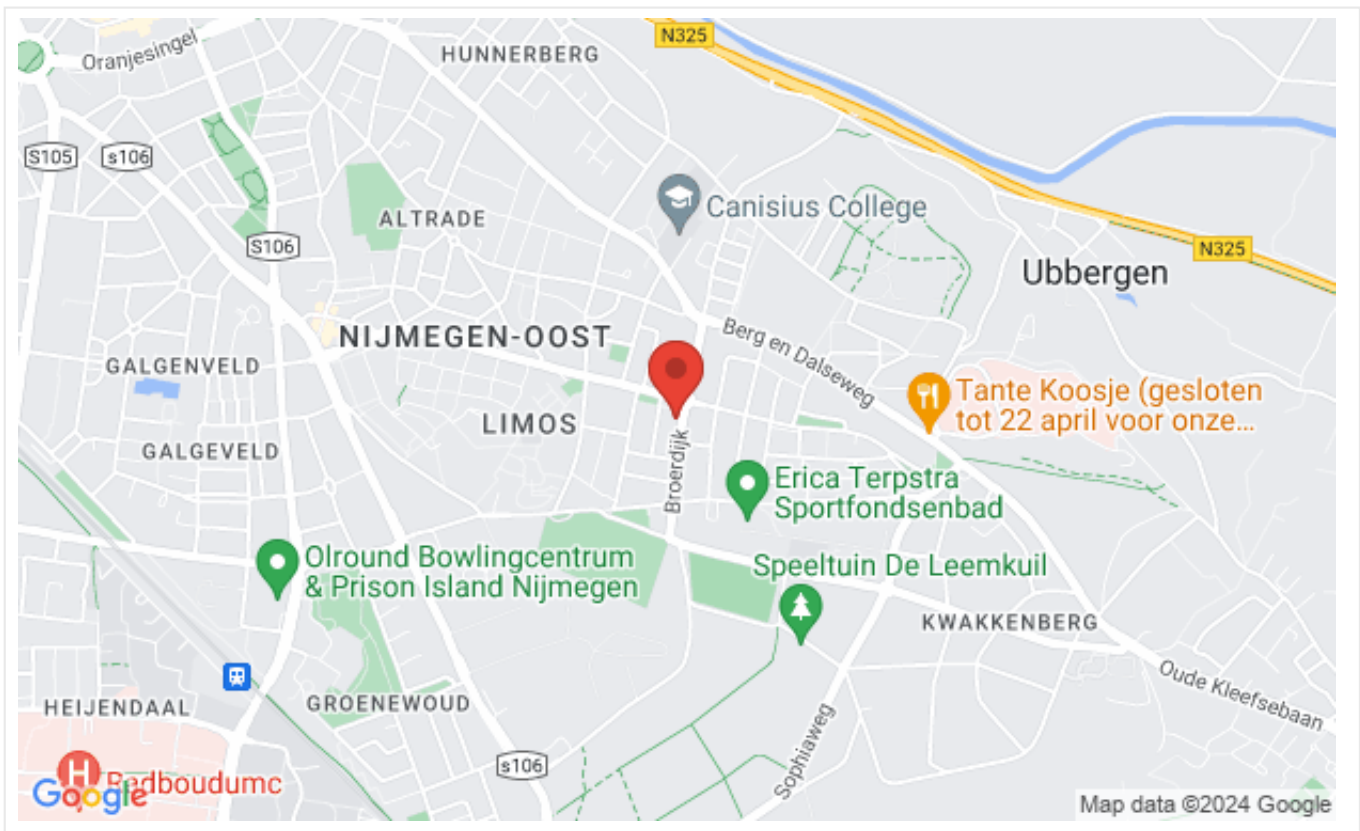 N325
HUNNERBERG
Oranjesingel
S105
s106
Canisius College
ALTRADE
S106
N325
Ubbergen
NIJMEGEN-OOST
Berg en Dalseweg
GALGENVELD
Tante Koosje (gesloten
tot 22 april voor onze...
LIMOS
GALGEVELD
Broerdijk
Erica Terpstra
Sportfondsenbad
Olround Bowlingcentrum
& Prison Island Nijmegen
Speeltuin De Leemkuil
KWAKKENBERG
Oude Kleefsebaan
HEIJENDAAL
GROENEWOUD
Sophiaweg
s106
H
Radboudumc
Google
Map data ©2024 Google